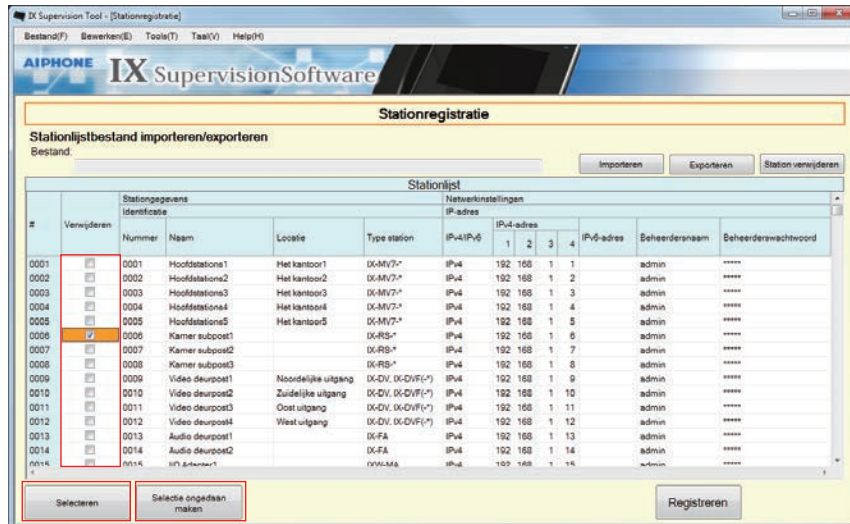 IX Supervision Tool - [Stationregistratie]
Bestand(F) Bewerken(E) Tools(T) Taal(V) Help(H)
AIPHONE IX SupervisionSoftware
Stationregistratie
Stationlijstbestand importeren/exporteren
Bestand:
Importeren Exporteren Station verwijderen
Stationlijst
Stationgegevens Netwerkinstellingen
Identificatie IP-adres
# Verwijderen Nummer Naam Locatie Type station IPv4/IPv6 IPv4-adres 1 2 3 4 IPv6-adres Beheerdersnaam Beheerderswachtwoord
0001 0001 Hoofdstations1 Het kantoor1 IX-MV7-* IPv4 192 168 1 1 admin *****
0002 0002 Hoofdstations2 Het kantoor2 IX-MV7-* IPv4 192 168 1 2 admin *****
0003 0003 Hoofdstations3 Het kantoor3 IX-MV7-* IPv4 192 168 1 3 admin *****
0004 0004 Hoofdstations4 Het kantoor4 IX-MV7-* IPv4 192 168 1 4 admin *****
0005 0005 Hoofdstations5 Het kantoor5 IX-MV7-* IPv4 192 168 1 5 admin *****
0006 0006 Kamer subpost1 IX-RS-* IPv4 192 168 1 6 admin *****
0007 0007 Kamer subpost2 IX-RS-* IPv4 192 168 1 7 admin *****
0008 0008 Kamer subpost3 IX-RS-* IPv4 192 168 1 8 admin *****
0009 0009 Video deurpost1 Noordelijke uitgang IX-DV, IX-DVF(-*) IPv4 192 168 1 9 admin *****
0010 0010 Video deurpost2 Zuidelijke uitgang IX-DV, IX-DVF(-*) IPv4 192 168 1 10 admin *****
0011 0011 Video deurpost3 Oost uitgang IX-DV, IX-DVF(-*) IPv4 192 168 1 11 admin *****
0012 0012 Video deurpost4 West uitgang IX-DV, IX-DVF(-*) IPv4 192 168 1 12 admin *****
0013 0013 Audio deurpost1 IX-FA IPv4 192 168 1 13 admin *****
0014 0014 Audio deurpost2 IX-FA IPv4 192 168 1 14 admin *****
0015 0015 I/O Adapter1 IXW-MA IPv4 192 168 1 15 admin *****
Selecteren
Selectie ongedaan
maken
Registreren